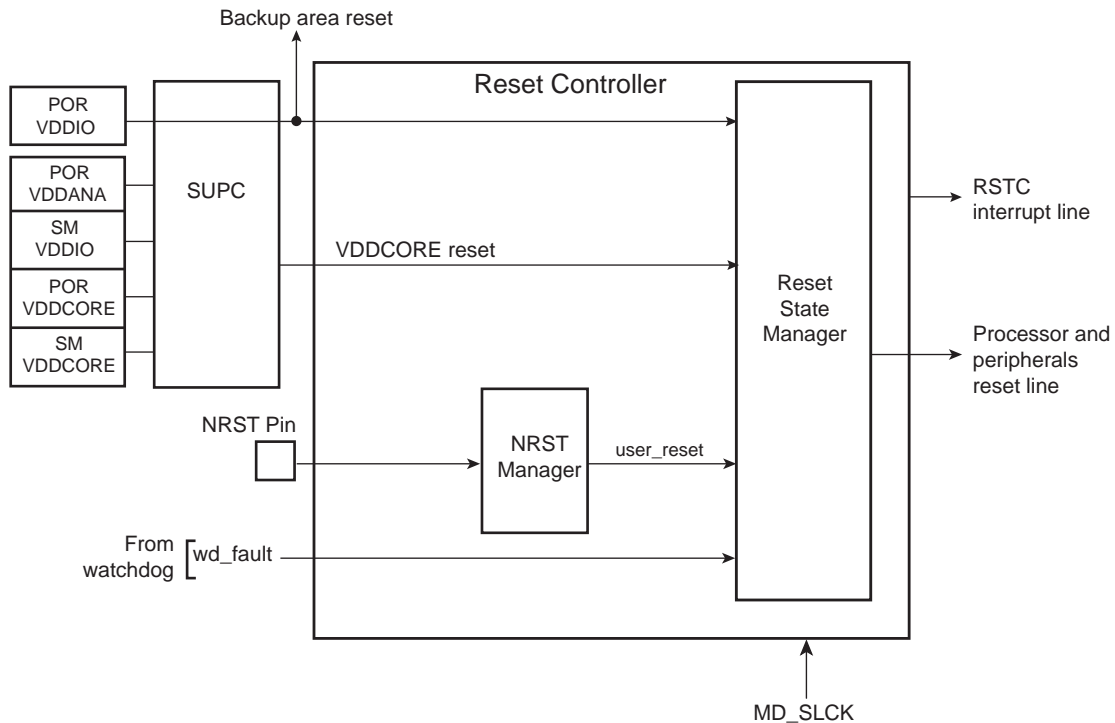 Backup area reset
Reset Controller
POR
VDDIO
POR
VDDANA
SM
VDDIO
POR
VDDCORE
SM
VDDCORE
SUPC
VDDCORE reset
Reset
State
Manager
RSTC
interrupt line
Processor and
peripherals
reset line
NRST Pin
NRST
Manager
user_reset
From
watchdog
wd_fault
MD_SLCK